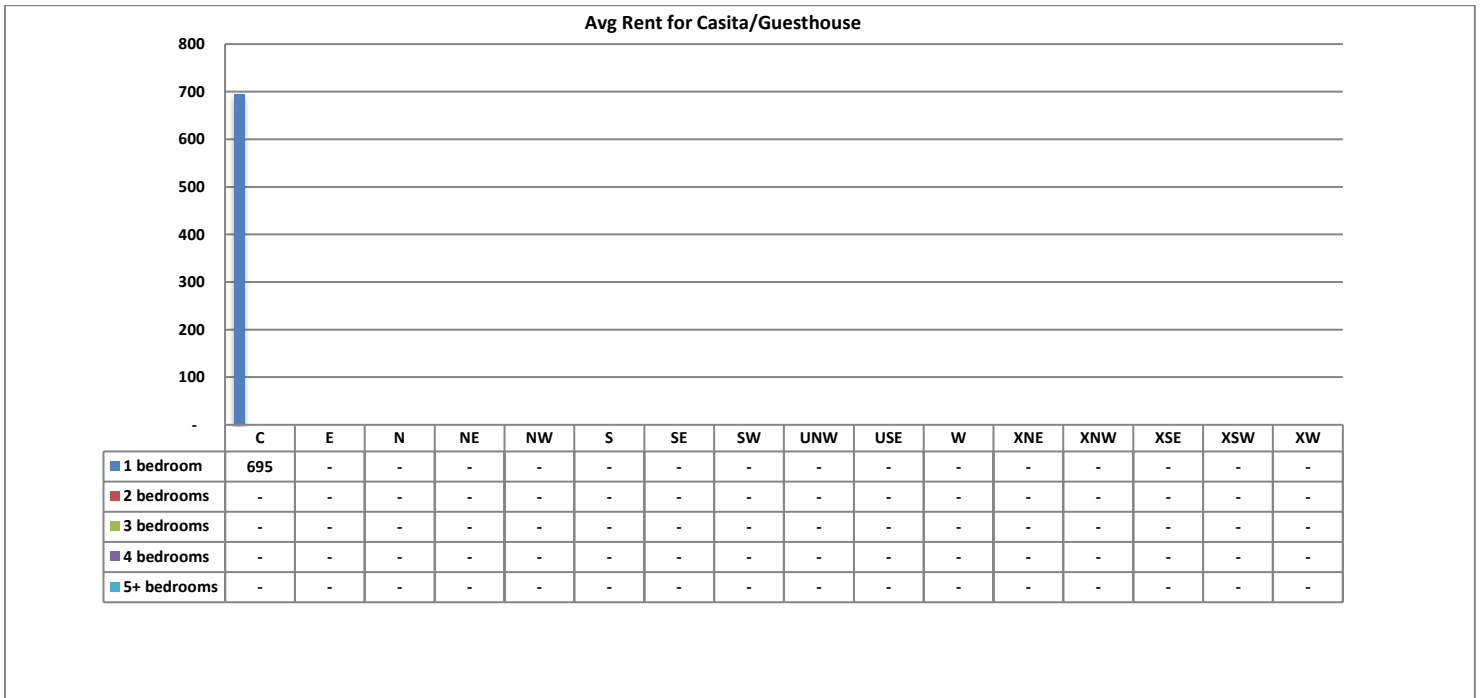 Avg Rent for Casita/Guesthouse
800
700
600
500
400
300
200
100
-
C E N NE NW S SE SW UNW USE W XNE XNW XSE XSW XW
1 bedroom 695 - - - - - - - - - - - - - - -
2 bedrooms - - - - - - - - - - - - - - - -
3 bedrooms - - - - - - - - - - - - - - - -
4 bedrooms - - - - - - - - - - - - - - - -
5+ bedrooms - - - - - - - - - - - - - - - -